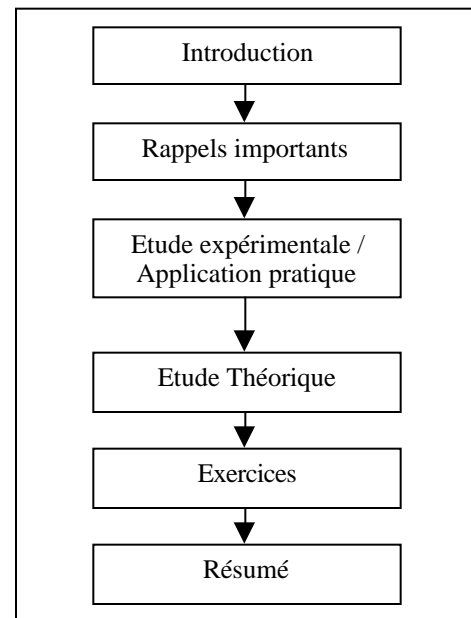 Introduction
Rappels importants
Etude expérimentale /
Application pratique
Etude Théorique
Exercices
Résumé